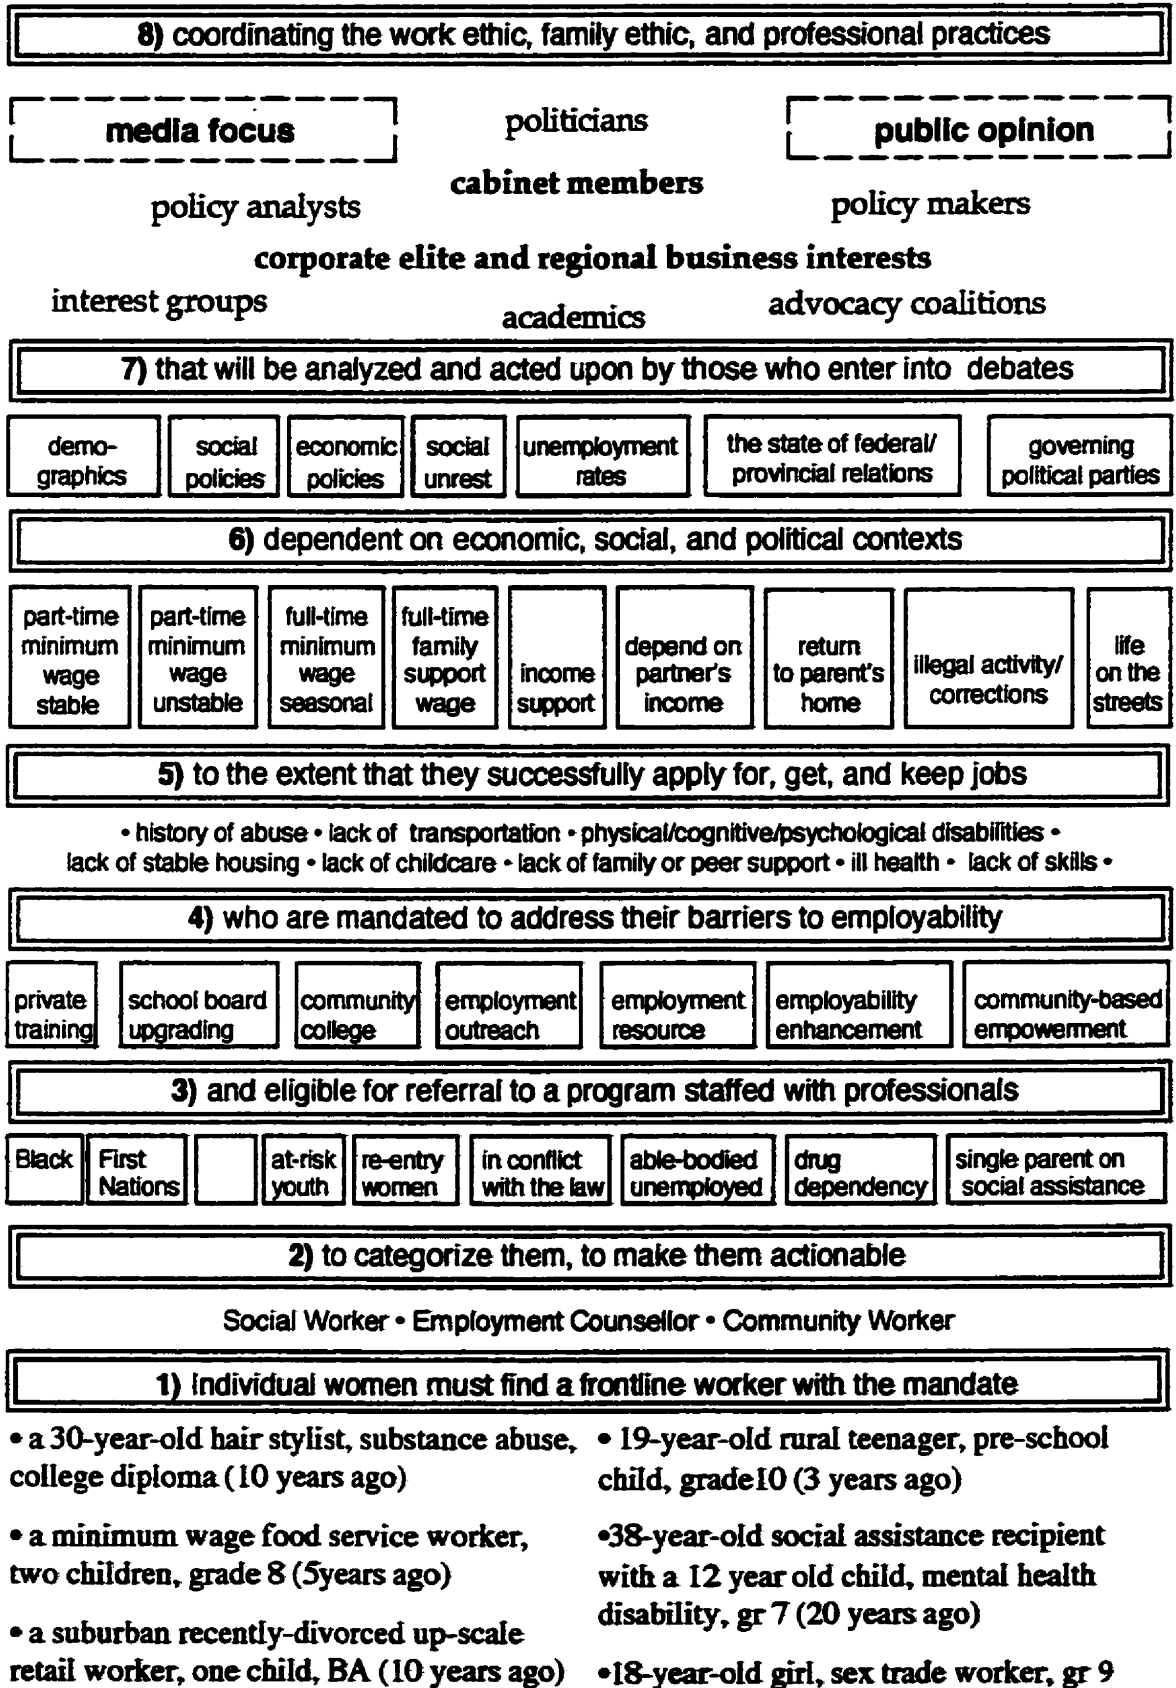 8) coordinating the work ethic, family ethic, and professional practices
media focus
politicians
public opinion
cabinet members
policy analysts
policy makers
corporate elite and regional business interests
interest groups
academics
advocacy coalitions
7) that will be analyzed and acted upon by those who enter into debates
demo-
graphics
social
policies
economic
policies
social
unrest
unemployment
rates
the state of federal/
provincial relations
governing
political parties
6) dependent on economic, social, and political contexts
part-time
minimum
wage
stable
part-time
minimum
wage
unstable
full-time
minimum
wage
seasonal
full-time
family
support
wage
income
support
depend on
partner's
income
return
to parent's
home
illegal activity/
corrections
life
on the
streets
5) to the extent that they successfully apply for, get, and keep jobs
• history of abuse • lack of transportation • physical/cognitive/psychological disabilities •
lack of stable housing • lack of childcare • lack of family or peer support • ill health • lack of skills •
4) who are mandated to address their barriers to employability
private
training
school board
upgrading
community
college
employment
outreach
employment
resource
employability
enhancement
community-based
empowerment
3) and eligible for referral to a program staffed with professionals
Black
First
Nations
at-risk
youth
re-entry
women
in conflict
with the law
able-bodied
unemployed
drug
dependency
single parent on
social assistance
2) to categorize them, to make them actionable
Social Worker • Employment Counsellor • Community Worker
1) Individual women must find a frontline worker with the mandate
• a 30-year-old hair stylist, substance abuse,
college diploma (10 years ago)
• a minimum wage food service worker,
two children, grade 8 (5years ago)
• a suburban recently-divorced up-scale
retail worker, one child, BA (10 years ago)
• 19-year-old rural teenager, pre-school
child, grade10 (3 years ago)
•38-year-old social assistance recipient
with a 12 year old child, mental health
disability, gr 7 (20 years ago)
•18-year-old girl, sex trade worker, gr 9